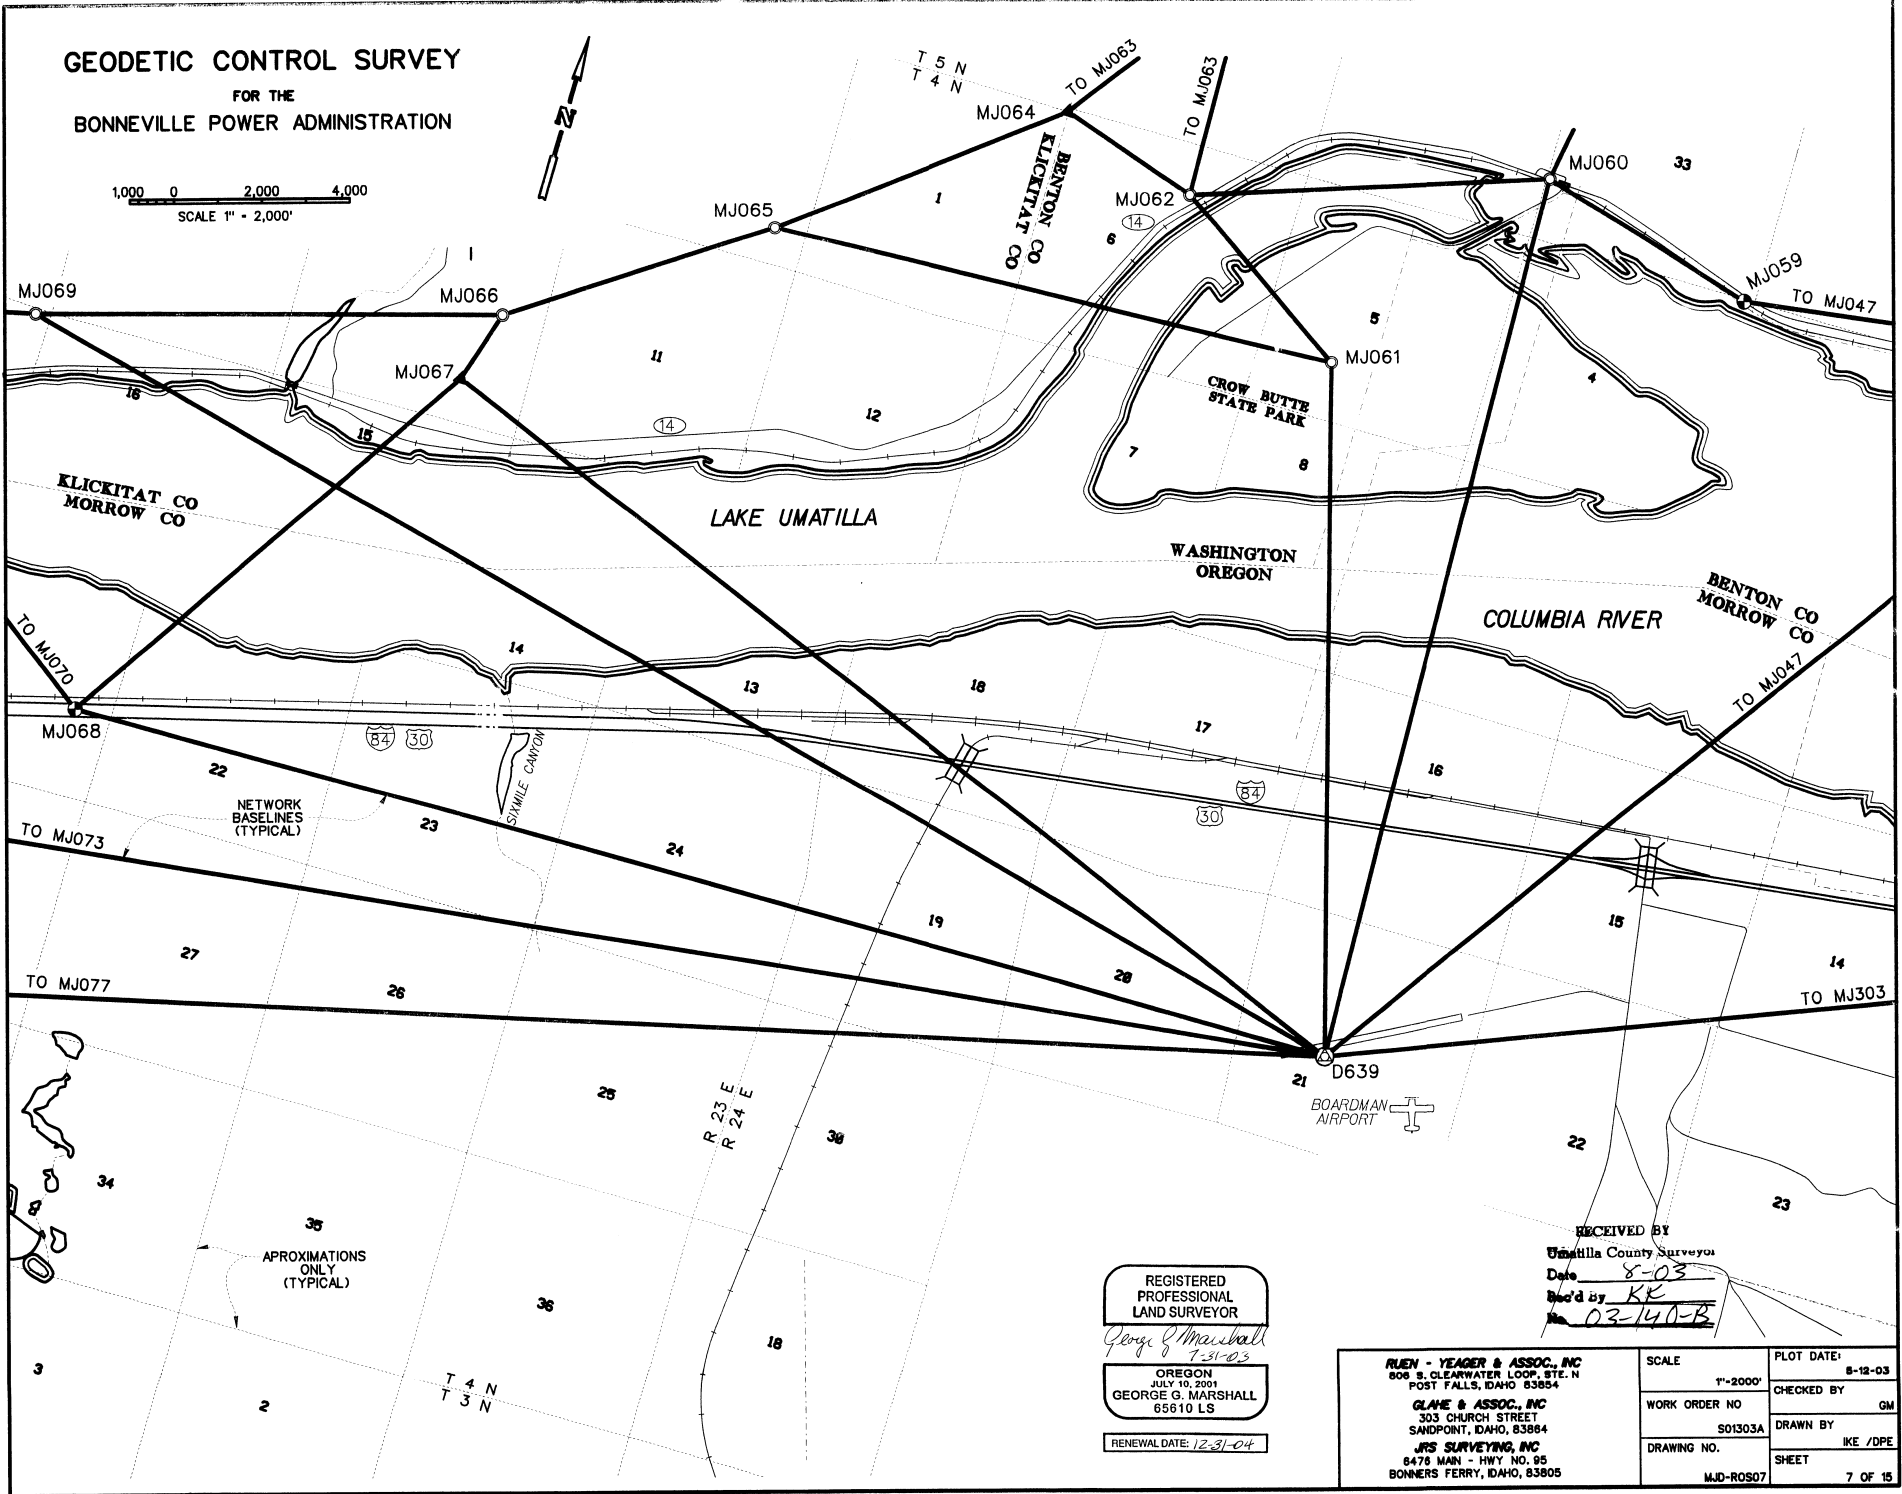 GEODETIC CONTROL SURVEY
FOR THE
BONNEVILLE POWER ADMINISTRATION
1,000 0 2,000 4,000
SCALE 1" - 2,000'
N
T 5 N
T 4 N
TO MJ063
TO MJ063
MJ064
MJ060
33
BENTON CO
KLICKITAT CO
MJ062
1
MJ065
14
6
MJ059
TO MJ047
MJ069
MJ066
5
MJ061
11
MJ067
4
CROW BUTTE
STATE PARK
16
12
14
15
7
8
KLICKITAT CO
MORROW CO
LAKE UMATILLA
WASHINGTON
OREGON
BENTON CO
MORROW CO
COLUMBIA RIVER
TO MJ070
14
TO MJ047
13
18
MJ068
84
30
17
SIXMILE CANYON
22
16
84
30
NETWORK
BASELINES
(TYPICAL)
23
TO MJ073
24
19
15
27
20
14
TO MJ077
26
TO MJ303
D639
21
25
BOARDMAN
AIRPORT
R 23 E
R 24 E
30
22
34
23
35
APROXIMATIONS
ONLY
(TYPICAL)
RECEIVED BY
Umatilla County Surveyor
Date 8-03
Rec'd By KK
No. 03-140-B
36
18
3
2
T 4 N
T 3 N
REGISTERED
PROFESSIONAL
LAND SURVEYOR
George G Marshall
7-31-03
OREGON
JULY 10, 2001
GEORGE G. MARSHALL
65610 LS
RENEWAL DATE: 12-31-04
RUEN - YEAGER & ASSOC., INC
806 S. CLEARWATER LOOP, STE. N
POST FALLS, IDAHO 83854
GLAHE & ASSOC., INC
303 CHURCH STREET
SANDPOINT, IDAHO, 83864
JRS SURVEYING, INC
6476 MAIN - HWY NO. 95
BONNERS FERRY, IDAHO, 83805
SCALE
1"-2000'
WORK ORDER NO
S01303A
DRAWING NO.
MJD-ROS07
PLOT DATE:
5-12-03
CHECKED BY
GM
DRAWN BY
IKE /DPE
SHEET
7 OF 15